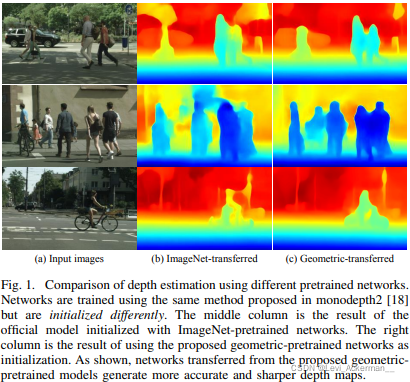 (a) Input images
(b) ImageNet-transferred
(c) Geometric-transferred
Fig. 1. Comparison of depth estimation using different pretrained networks.
Networks are trained using the same method proposed in monodepth2 [18]
but are initialized differently. The middle column is the result of the
official model initialized with ImageNet-pretrained networks. The right
column is the result of using the proposed geometric-pretrained networks as
initialization. As shown, networks transferred from the proposed geometric-
pretrained models generate more accurate and sharper depth maps.
CSDN @Levi_Ackerman__